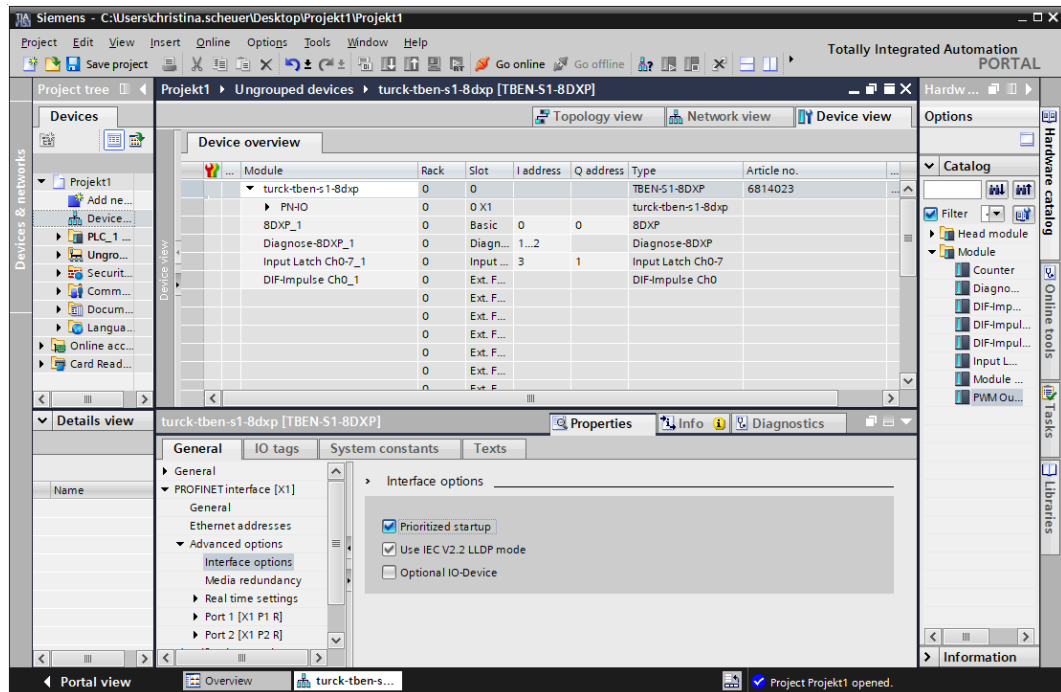 Siemens - C:\Users\christina.scheuer\Desktop\Projekt1\Projekt1
Project Edit View Insert Online Options Tools Window Help
Totally Integrated Automation
PORTAL
Save project
Go online
Go offline
Project tree
Projekt1 Ungrouped devices turck-tben-s1-8dxp [TBEN-S1-8DXP]
Hardw...
Devices
Topology view
Network view
Device view
Options
Devices & networks
Projekt1
Add ne...
Device...
PLC_1 ...
Ungro...
Securit...
Comm...
Docum...
Langua...
Online acc...
Card Read...
Device view
Device overview
... Module Rack Slot I address Q address Type Article no. ...
turck-tben-s1-8dxp 0 0 TBEN-S1-8DXP 6814023 ...
PN-IO 0 0 X1 turck-tben-s1-8dxp
8DXP_1 0 Basic 0 0 8DXP
Diagnose-8DXP_1 0 Diagn... 1...2 Diagnose-8DXP
Input Latch Ch0-7_1 0 Input ... 3 1 Input Latch Ch0-7
DIF-Impulse Ch0_1 0 Ext. F... DIF-Impulse Ch0
0 Ext. F...
0 Ext. F...
0 Ext. F...
0 Ext. F...
0 Ext. F...
0 Ext. F
Catalog
Filter
Head module
Module
Counter
Diagno...
DIF-Imp...
DIF-Impul...
DIF-Impul...
Input L...
Module ...
PWM Ou...
Information
Hardware catalog
Online tools
Tasks
Libraries
Details view
Name
turck-tben-s1-8dxp [TBEN-S1-8DXP]
Properties
Info
Diagnostics
General IO tags System constants Texts
General
PROFINET interface [X1]
General
Ethernet addresses
Advanced options
Interface options
Media redundancy
Real time settings
Port 1 [X1 P1 R]
Port 2 [X1 P2 R]
Interface options
Prioritized startup
Use IEC V2.2 LLDP mode
Optional IO-Device
Portal view
Overview
turck-tben-s...
Project Projekt1 opened.